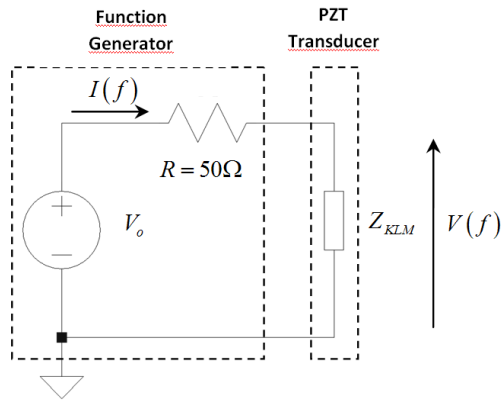 Function
Generator
PZT
Transducer
I(f)
R = 50Ω
+
V_o
−
Z_KLM
V(f)